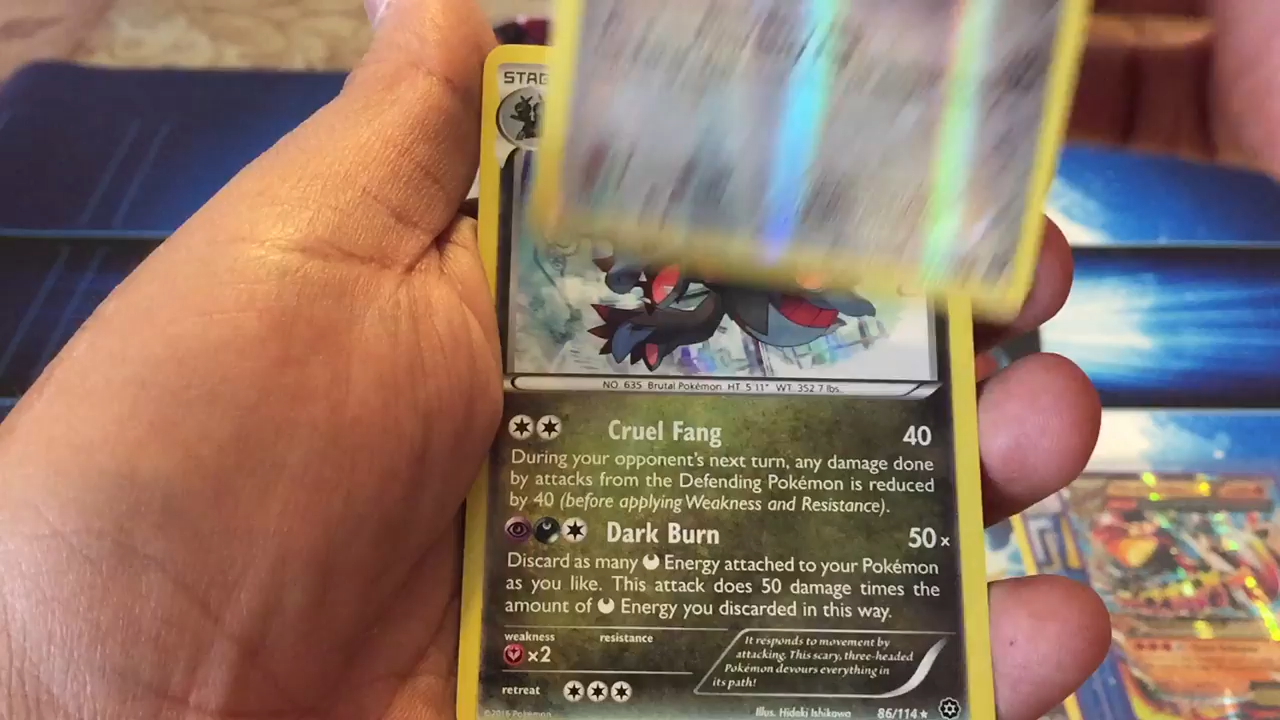 STAG
NO. 635 Brutal Pokémon HT 5'11" WT. 352.7 lbs.
Cruel Fang 40
During your opponent's next turn, any damage done
by attacks from the Defending Pokémon is reduced
by 40 (before applying Weakness and Resistance).
Dark Burn 50x
Discard as many Energy attached to your Pokémon
as you like. This attack does 50 damage times the
amount of Energy you discarded in this way.
weakness resistance
x2
It responds to movement by
attacking. This scary, three-headed
Pokémon devours everything in
its path!
retreat
©2016 Pokémon Illus. Hideki Ishikawa 86/114★